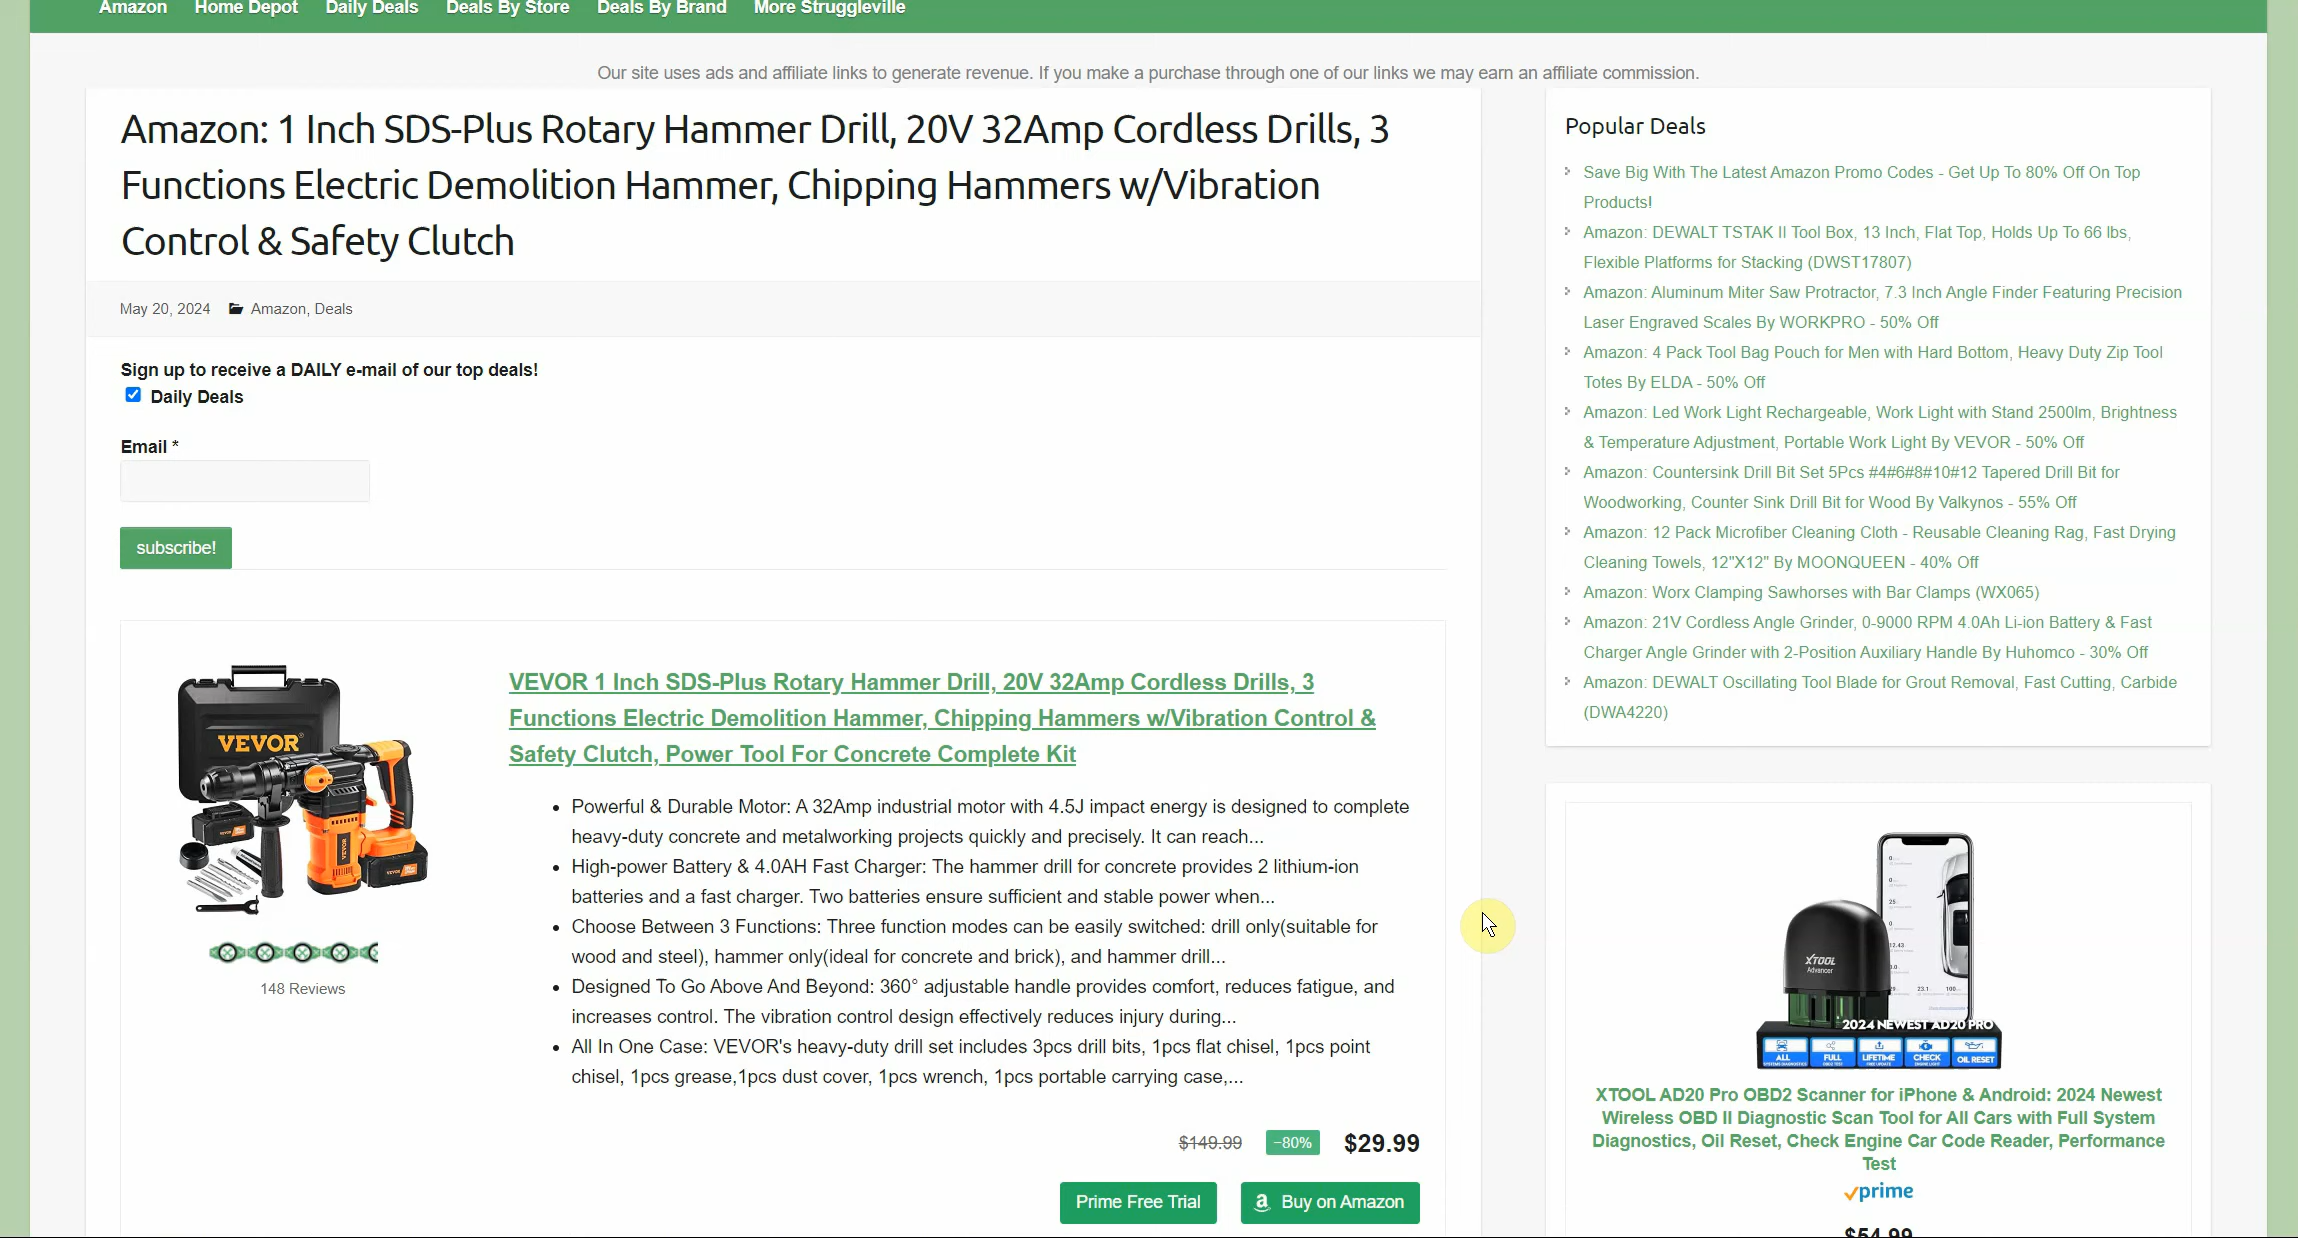 Amazon Home Depot Daily Deals Deals By Store Deals By Brand More Struggleville
Our site uses ads and affiliate links to generate revenue. If you make a purchase through one of our links we may earn an affiliate commission.
Amazon: 1 Inch SDS-Plus Rotary Hammer Drill, 20V 32Amp Cordless Drills, 3
Functions Electric Demolition Hammer, Chipping Hammers w/Vibration
Control & Safety Clutch
May 20, 2024 Amazon, Deals
Sign up to receive a DAILY e-mail of our top deals!
Daily Deals
Email *
subscribe!
VEVOR
VEVOR 1 Inch SDS-Plus Rotary Hammer Drill, 20V 32Amp Cordless Drills, 3
Functions Electric Demolition Hammer, Chipping Hammers w/Vibration Control &
Safety Clutch, Power Tool For Concrete Complete Kit
• Powerful & Durable Motor: A 32Amp industrial motor with 4.5J impact energy is designed to complete
heavy-duty concrete and metalworking projects quickly and precisely. It can reach...
• High-power Battery & 4.0AH Fast Charger: The hammer drill for concrete provides 2 lithium-ion
batteries and a fast charger. Two batteries ensure sufficient and stable power when...
• Choose Between 3 Functions: Three function modes can be easily switched: drill only(suitable for
wood and steel), hammer only(ideal for concrete and brick), and hammer drill...
• Designed To Go Above And Beyond: 360° adjustable handle provides comfort, reduces fatigue, and
increases control. The vibration control design effectively reduces injury during...
• All In One Case: VEVOR's heavy-duty drill set includes 3pcs drill bits, 1pcs flat chisel, 1pcs point
chisel, 1pcs grease,1pcs dust cover, 1pcs wrench, 1pcs portable carrying case,...
148 Reviews
$149.99 −80% $29.99
Prime Free Trial Buy on Amazon
Popular Deals
Save Big With The Latest Amazon Promo Codes - Get Up To 80% Off On Top
Products!
Amazon: DEWALT TSTAK II Tool Box, 13 Inch, Flat Top, Holds Up To 66 lbs,
Flexible Platforms for Stacking (DWST17807)
Amazon: Aluminum Miter Saw Protractor, 7.3 Inch Angle Finder Featuring Precision
Laser Engraved Scales By WORKPRO - 50% Off
Amazon: 4 Pack Tool Bag Pouch for Men with Hard Bottom, Heavy Duty Zip Tool
Totes By ELDA - 50% Off
Amazon: Led Work Light Rechargeable, Work Light with Stand 2500lm, Brightness
& Temperature Adjustment, Portable Work Light By VEVOR - 50% Off
Amazon: Countersink Drill Bit Set 5Pcs #4#6#8#10#12 Tapered Drill Bit for
Woodworking, Counter Sink Drill Bit for Wood By Valkynos - 55% Off
Amazon: 12 Pack Microfiber Cleaning Cloth - Reusable Cleaning Rag, Fast Drying
Cleaning Towels, 12"X12" By MOONQUEEN - 40% Off
Amazon: Worx Clamping Sawhorses with Bar Clamps (WX065)
Amazon: 21V Cordless Angle Grinder, 0-9000 RPM 4.0Ah Li-ion Battery & Fast
Charger Angle Grinder with 2-Position Auxiliary Handle By Huhomco - 30% Off
Amazon: DEWALT Oscillating Tool Blade for Grout Removal, Fast Cutting, Carbide
(DWA4220)
XTOOL
Advancer
2024 NEWEST AD20 PRO
ALL FULL LIFETIME CHECK OIL RESET
XTOOL AD20 Pro OBD2 Scanner for iPhone & Android: 2024 Newest
Wireless OBD II Diagnostic Scan Tool for All Cars with Full System
Diagnostics, Oil Reset, Check Engine Car Code Reader, Performance
Test
prime
$54.99